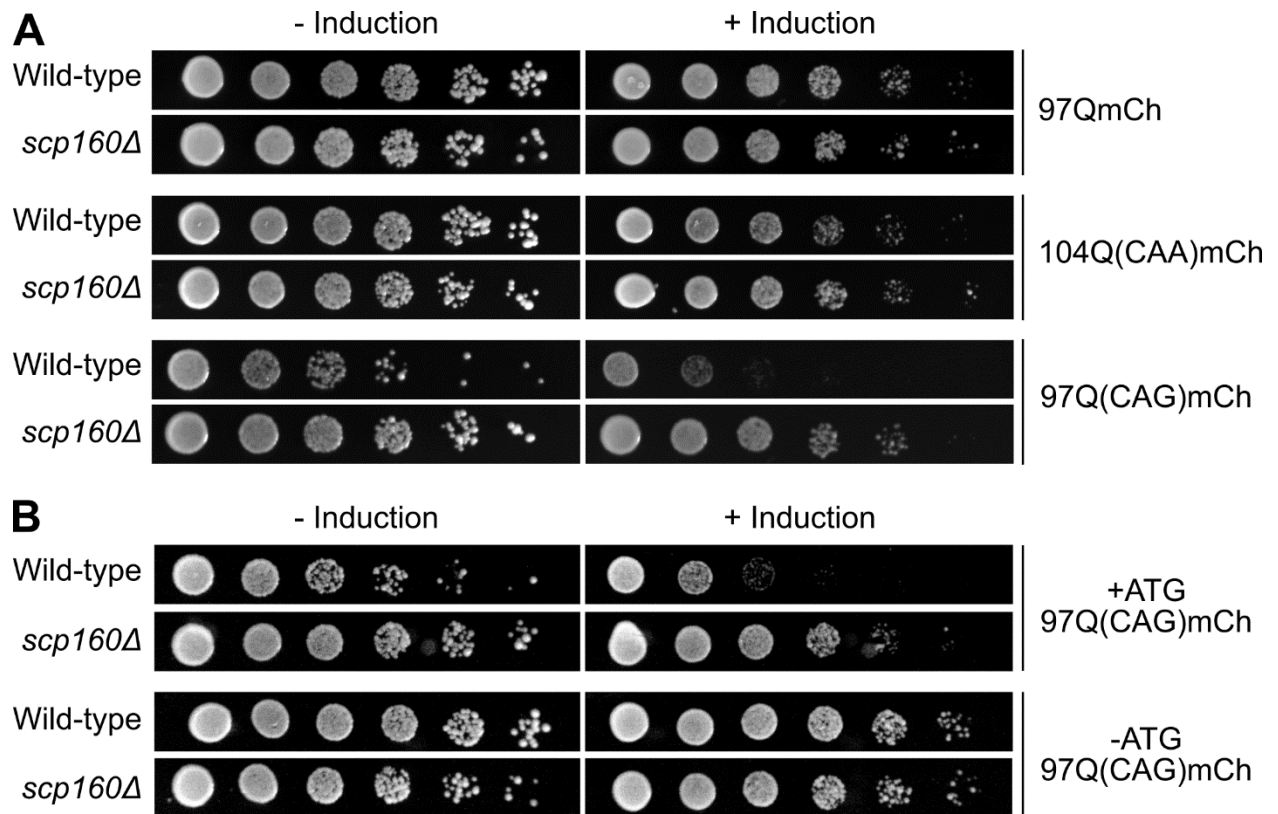 A
- Induction
+ Induction
Wild-type
scp160Δ
97QmCh
Wild-type
scp160Δ
104Q(CAA)mCh
Wild-type
scp160Δ
97Q(CAG)mCh
B
- Induction
+ Induction
Wild-type
scp160Δ
+ATG
97Q(CAG)mCh
Wild-type
scp160Δ
-ATG
97Q(CAG)mCh